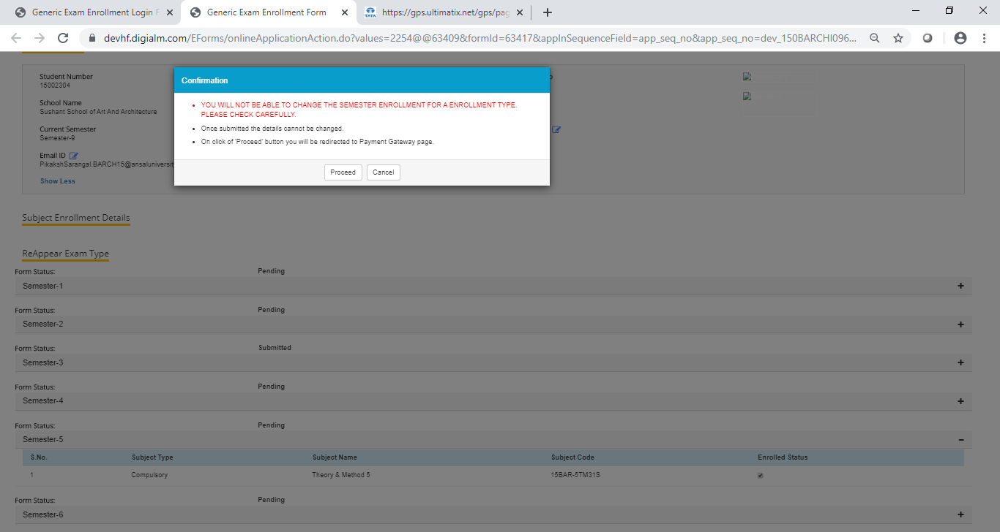 Generic Exam Enrollment Login F
Generic Exam Enrollment Form
TATA
https://gps.ultimatix.net/gps/pag
devhf.digialm.com/EForms/onlineApplicationAction.do?values=2254@@63409&formId=63417&appInSequenceField=app_seq_no&app_seq_no=dev_150BARCHI096...
Student Number
15002304
School Name
Sushant School of Art And Architecture
Current Semester
Semester-9
Email ID
PikakshSarangal.BARCH15@ansaluniversity
Show Less
Confirmation
YOU WILL NOT BE ABLE TO CHANGE THE SEMESTER ENROLLMENT FOR A ENROLLMENT TYPE.
PLEASE CHECK CAREFULLY.
Once submitted the details cannot be changed.
On click of 'Proceed' button you will be redirected to Payment Gateway page.
Proceed Cancel
Subject Enrollment Details
ReAppear Exam Type
Form Status: Pending
Semester-1 +
Form Status: Pending
Semester-2 +
Form Status: Submitted
Semester-3 +
Form Status: Pending
Semester-4 +
Form Status: Pending
Semester-5 −
S.No. Subject Type Subject Name Subject Code Enrolled Status
1 Compulsory Theory & Method 5 15BAR-5TM31S
Form Status: Pending
Semester-6 +